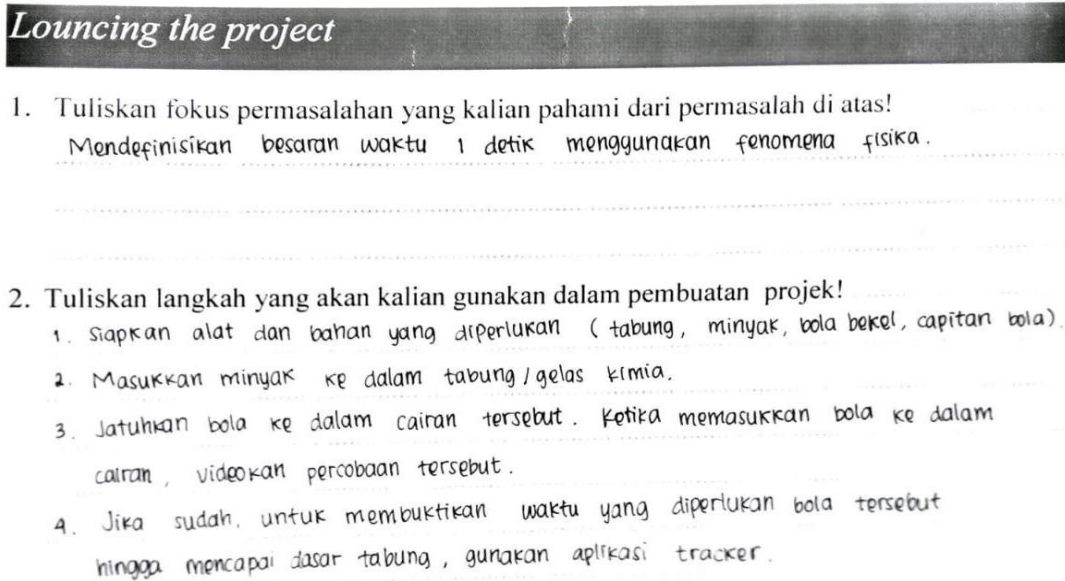 Louncing the project
1. Tuliskan fokus permasalahan yang kalian pahami dari permasalah di atas!
Mendefinisikan besaran waktu 1 detik menggunakan fenomena fisika.
2. Tuliskan langkah yang akan kalian gunakan dalam pembuatan projek!
1. Siapkan alat dan bahan yang diperlukan (tabung, minyak, bola bekel, capitan bola).
2. Masukkan minyak ke dalam tabung/gelas kimia.
3. Jatuhkan bola ke dalam cairan tersebut. Ketika memasukkan bola ke dalam
cairan, videokan percobaan tersebut.
4. Jika sudah, untuk membuktikan waktu yang diperlukan bola tersebut
hingga mencapai dasar tabung, gunakan aplikasi tracker.